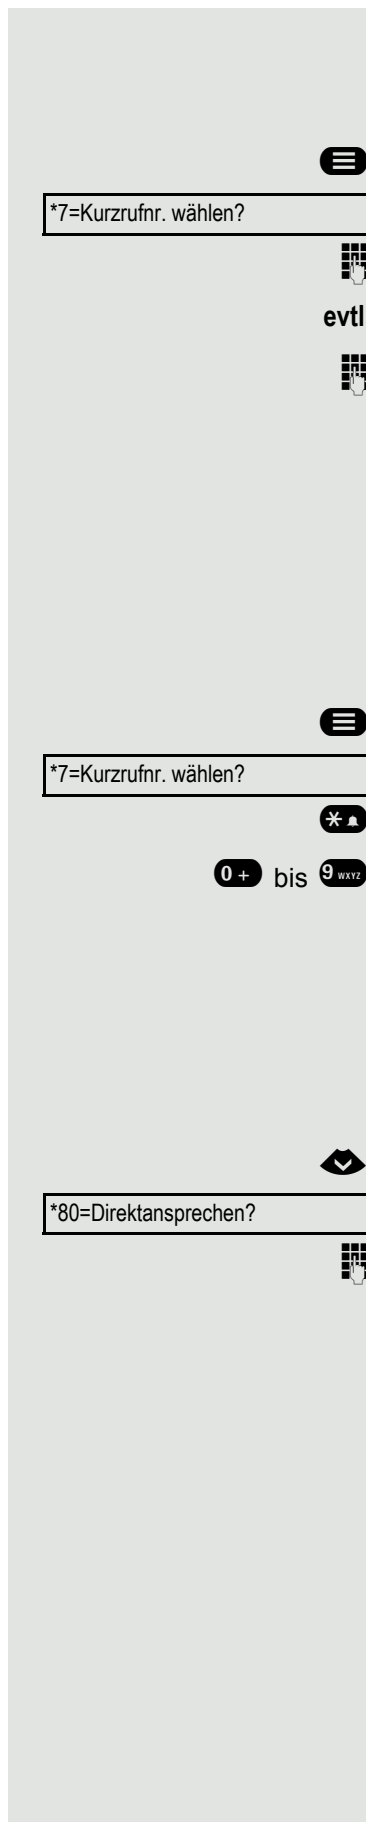 *7=Kurzrufnr. wählen?
evtl
*7=Kurzrufnr. wählen?
0 + bis 9 WXYZ
*80=Direktansprechen?